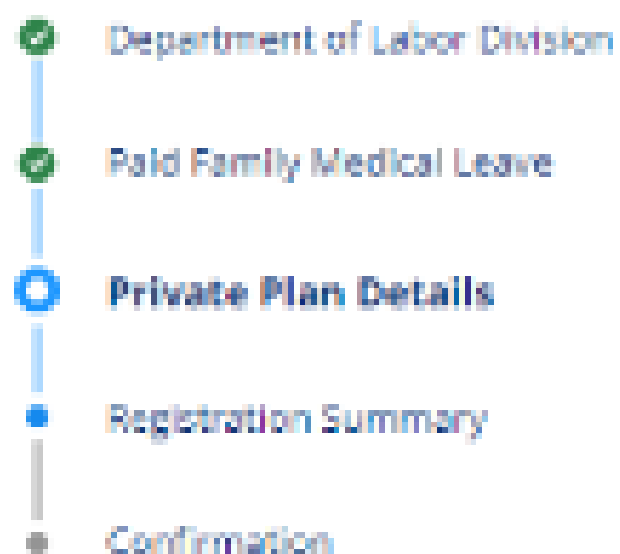 Department of Labor Division
Paid Family Medical Leave
Private Plan Details
Registration Summary
Confirmation